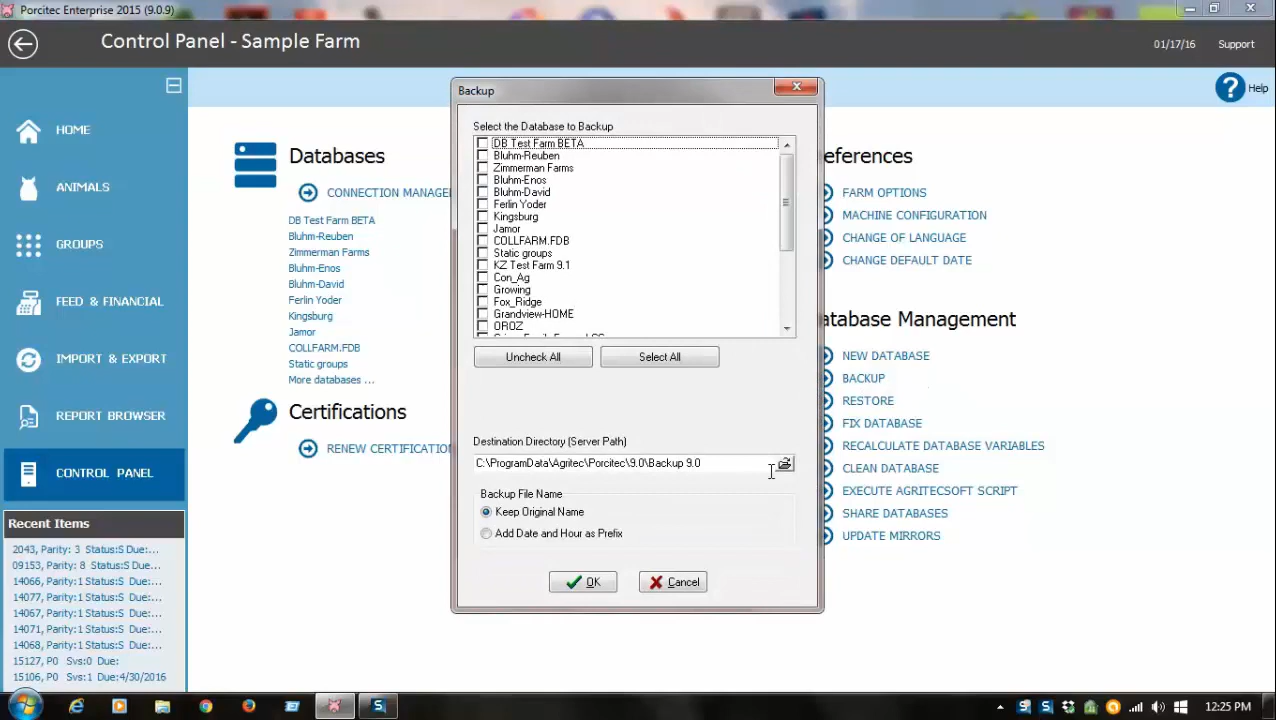 Porcitec Enterprise 2015 (9.0.9)
Control Panel - Sample Farm
01/17/16
Support
Help
HOME
ANIMALS
GROUPS
FEED & FINANCIAL
IMPORT & EXPORT
REPORT BROWSER
CONTROL PANEL
Recent Items
2043, Parity: 3 Status:S Due:...
09153, Parity: 8 Status:S Due...
14066, Parity:1 Status:S Due:...
14077, Parity:1 Status:S Due:...
14067, Parity:1 Status:S Due:...
14071, Parity:1 Status:S Due:...
14068, Parity:1 Status:S Due:...
15127, P0 Svs:0 Due:
15106, P0 Svs:1 Due:4/30/2016
Databases
CONNECTION MANAGE
DB Test Farm BETA
Bluhm-Reuben
Zimmerman Farms
Bluhm-Enos
Bluhm-David
Ferlin Yoder
Kingsburg
Jamor
COLLFARM.FDB
Static groups
More databases ...
Certifications
RENEW CERTIFICATIO
Backup
Select the Database to Backup
DB Test Farm BETA
Bluhm-Reuben
Zimmerman Farms
Bluhm-Enos
Bluhm-David
Ferlin Yoder
Kingsburg
Jamor
COLLFARM.FDB
Static groups
KZ Test Farm 9.1
Con_Ag
Growing
Fox_Ridge
Grandview-HOME
OROZ
Uncheck All
Select All
Destination Directory (Server Path)
C:\ProgramData\Agritec\Porcitec\9.0\Backup 9.0
Backup File Name
Keep Original Name
Add Date and Hour as Prefix
OK
Cancel
eferences
FARM OPTIONS
MACHINE CONFIGURATION
CHANGE OF LANGUAGE
CHANGE DEFAULT DATE
atabase Management
NEW DATABASE
BACKUP
RESTORE
FIX DATABASE
RECALCULATE DATABASE VARIABLES
CLEAN DATABASE
EXECUTE AGRITECSOFT SCRIPT
SHARE DATABASES
UPDATE MIRRORS
12:25 PM